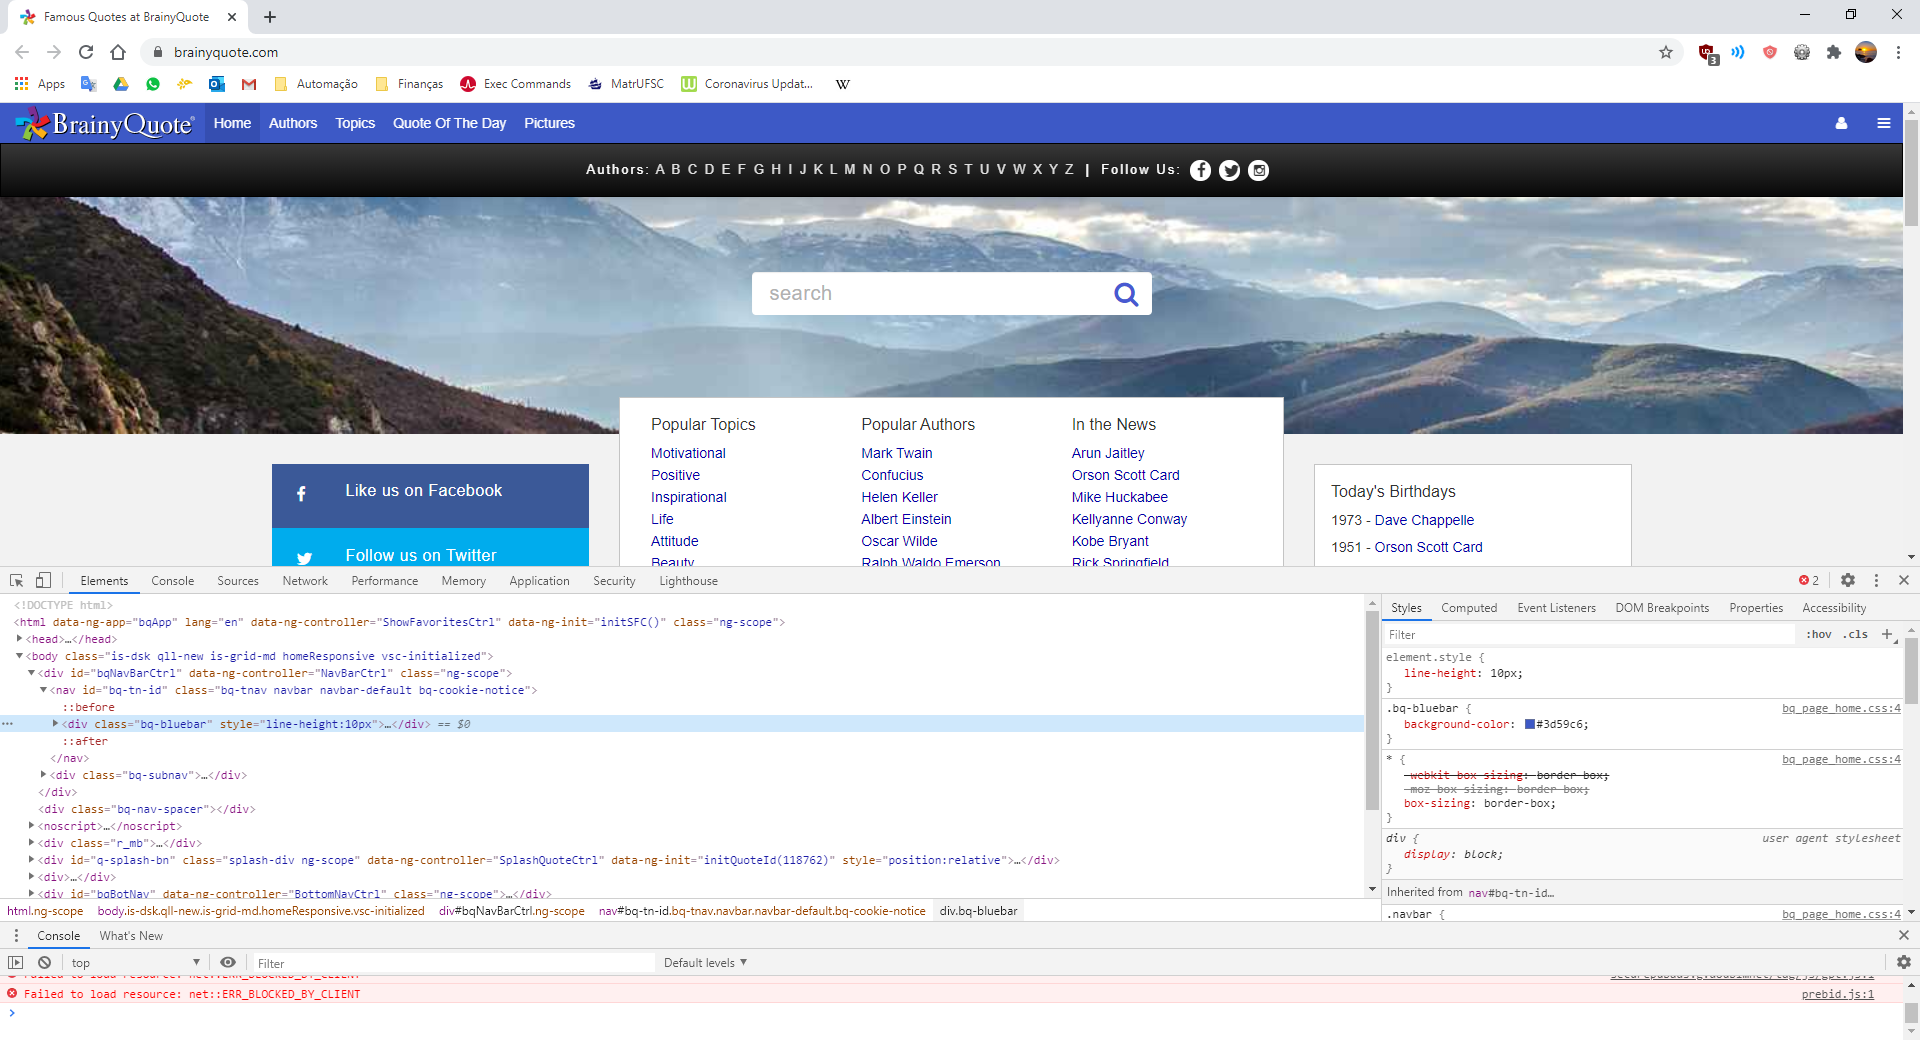 Famous Quotes at BrainyQuote
brainyquote.com
3
Apps
Automação
Finanças
Exec Commands
MatrUFSC
Coronavirus Updat...
W
BrainyQuote
Home Authors Topics Quote Of The Day Pictures
Authors: A B C D E F G H I J K L M N O P Q R S T U V W X Y Z | Follow Us:
search
Popular Topics
Motivational
Positive
Inspirational
Life
Attitude
Beauty
Popular Authors
Mark Twain
Confucius
Helen Keller
Albert Einstein
Oscar Wilde
Ralph Waldo Emerson
In the News
Arun Jaitley
Orson Scott Card
Mike Huckabee
Kellyanne Conway
Kobe Bryant
Rick Springfield
Like us on Facebook
Follow us on Twitter
Today's Birthdays
1973 - Dave Chappelle
1951 - Orson Scott Card
Elements Console Sources Network Performance Memory Application Security Lighthouse
2
<!DOCTYPE html>
<html data-ng-app="bqApp" lang="en" data-ng-controller="ShowFavoritesCtrl" data-ng-init="initSFC()" class="ng-scope">
<head>…</head>
<body class="is-dsk qll-new is-grid-md homeResponsive vsc-initialized">
<div id="bqNavBarCtrl" data-ng-controller="NavBarCtrl" class="ng-scope">
<nav id="bq-tn-id" class="bq-tnav navbar navbar-default bq-cookie-notice">
::before
<div class="bq-bluebar" style="line-height:10px">…</div> == $0
::after
</nav>
<div class="bq-subnav">…</div>
</div>
<div class="bq-nav-spacer"></div>
<noscript>…</noscript>
<div class="r_mb">…</div>
<div id="q-splash-bn" class="splash-div ng-scope" data-ng-controller="SplashQuoteCtrl" data-ng-init="initQuoteId(118762)" style="position:relative">…</div>
<div>…</div>
<div id="bqBotNav" data-ng-controller="BottomNavCtrl" class="ng-scope">…</div>
html.ng-scope body.is-dsk.qll-new.is-grid-md.homeResponsive.vsc-initialized div#bqNavBarCtrl.ng-scope nav#bq-tn-id.bq-tnav.navbar.navbar-default.bq-cookie-notice div.bq-bluebar
Styles Computed Event Listeners DOM Breakpoints Properties Accessibility
Filter :hov .cls
element.style {
line-height: 10px;
}
.bq-bluebar { bq_page_home.css:4
background-color: #3d59c6;
}
* { bq_page_home.css:4
-webkit-box-sizing: border-box;
-moz-box-sizing: border-box;
box-sizing: border-box;
}
div { user agent stylesheet
display: block;
}
Inherited from nav#bq-tn-id…
.navbar { bq_page_home.css:4
Console What's New
top Filter Default levels
Failed to load resource: net::ERR_BLOCKED_BY_CLIENT
Failed to load resource: net::ERR_BLOCKED_BY_CLIENT prebid.js:1